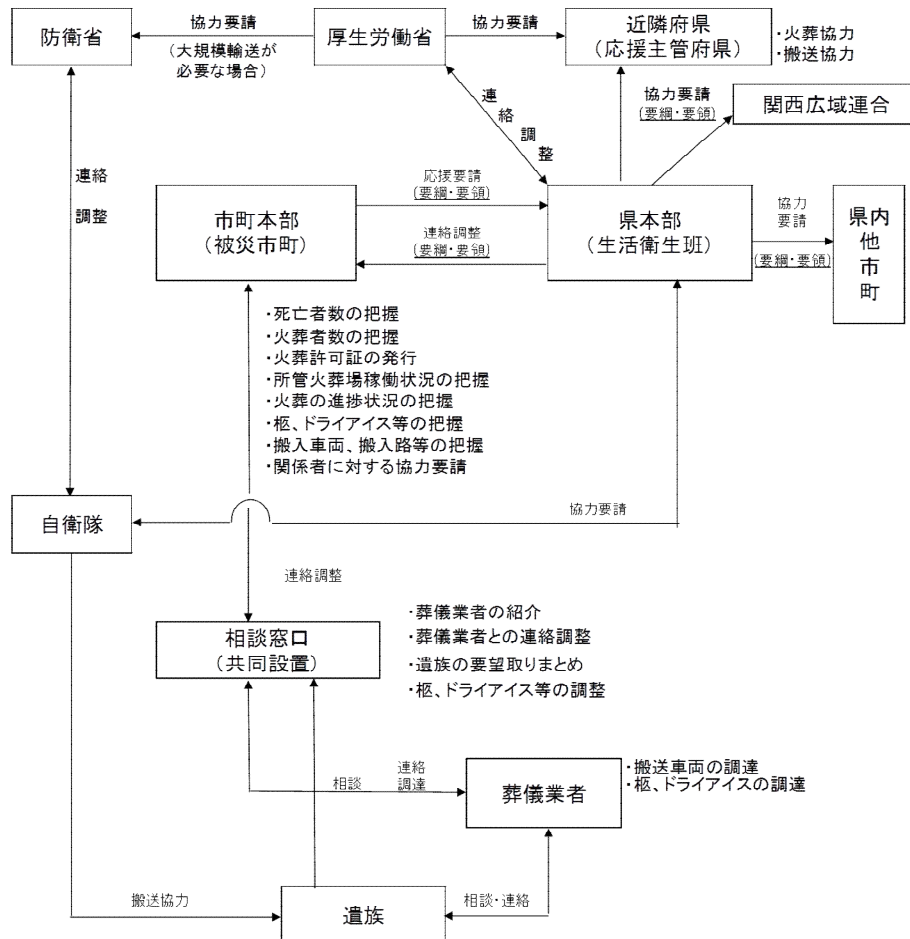 防衛省
協力要請
(大規模輸送が
必要な場合)
厚生労働省
協力要請
近隣府県
(応援主管府県)
・火葬協力
・搬送協力
連絡調整
協力要請
(要綱・要領)
関西広域連合
連絡
調整
市町本部
(被災市町)
応援要請
(要綱・要領)
連絡調整
(要綱・要領)
県本部
(生活衛生班)
協力
要請
(要綱・要領)
県内他市町
・死亡者数の把握
・火葬者数の把握
・火葬許可証の発行
・所管火葬場稼働状況の把握
・火葬の進捗状況の把握
・柩、ドライアイス等の把握
・搬入車両、搬入路等の把握
・関係者に対する協力要請
自衛隊
協力要請
連絡調整
相談窓口
(共同設置)
・葬儀業者の紹介
・葬儀業者との連絡調整
・遺族の要望取りまとめ
・柩、ドライアイス等の調整
相談
連絡
調達
葬儀業者
・搬送車両の調達
・柩、ドライアイスの調達
搬送協力
遺族
相談・連絡